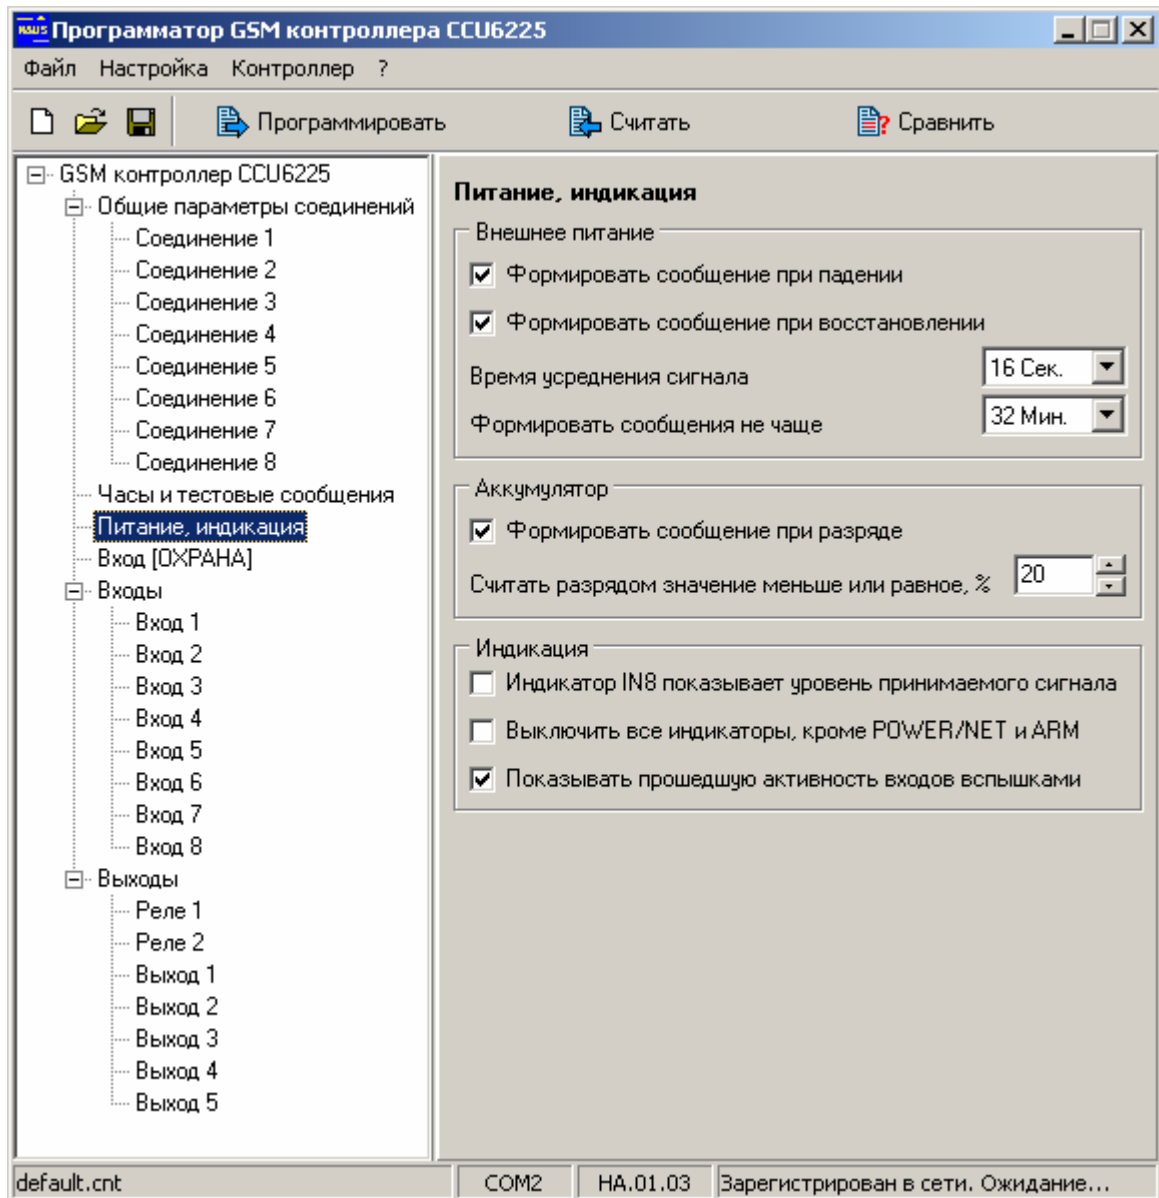 Программатор GSM контроллера CCU6225
Файл Настройка Контроллер ?
Программировать Считать Сравнить
GSM контроллер CCU6225
Общие параметры соединений
Соединение 1
Соединение 2
Соединение 3
Соединение 4
Соединение 5
Соединение 6
Соединение 7
Соединение 8
Часы и тестовые сообщения
Питание, индикация
Вход [ОХРАНА]
Входы
Вход 1
Вход 2
Вход 3
Вход 4
Вход 5
Вход 6
Вход 7
Вход 8
Выходы
Реле 1
Реле 2
Выход 1
Выход 2
Выход 3
Выход 4
Выход 5
Питание, индикация
Внешнее питание
Формировать сообщение при падении
Формировать сообщение при восстановлении
Время усреднения сигнала 16 Сек.
Формировать сообщения не чаще 32 Мин.
Аккумулятор
Формировать сообщение при разряде
Считать разрядом значение меньше или равное, % 20
Индикация
Индикатор IN8 показывает уровень принимаемого сигнала
Выключить все индикаторы, кроме POWER/NET и ARM
Показывать прошедшую активность входов вспышками
default.cnt COM2 HA.01.03 Зарегистрирован в сети. Ожидание...